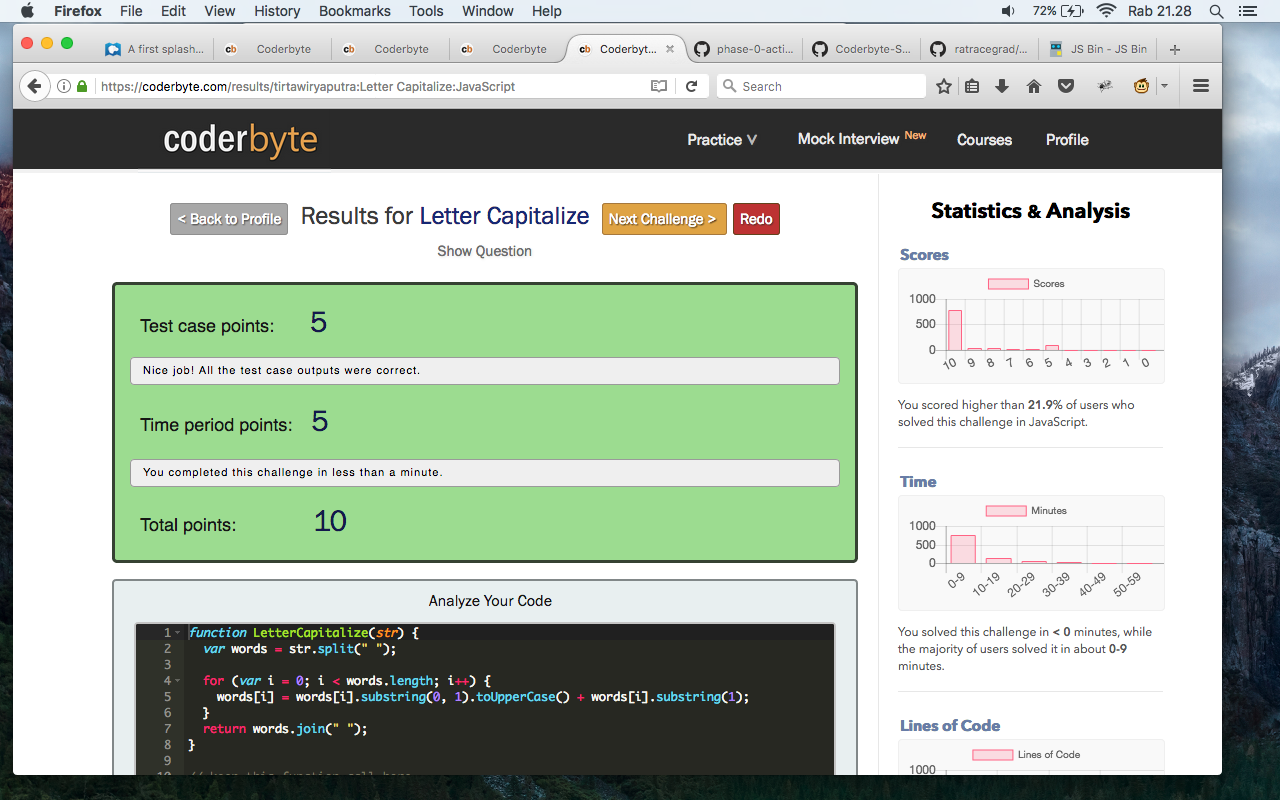 Firefox File Edit View History Bookmarks Tools Window Help 72% Rab 21.28
A first splash... Coderbyte Coderbyte Coderbyte Coderbyt... phase-0-acti... Coderbyte-S... ratracegrad/... JS Bin - JS Bin
https://coderbyte.com/results/tirtawiryaputra:Letter Capitalize:JavaScript Search
coderbyte Practice V Mock Interview New Courses Profile
< Back to Profile Results for Letter Capitalize Next Challenge > Redo
Show Question
Test case points: 5
Nice job! All the test case outputs were correct.
Time period points: 5
You completed this challenge in less than a minute.
Total points: 10
Analyze Your Code
1 function LetterCapitalize(str) {
2 var words = str.split(" ");
3
4 for (var i = 0; i < words.length; i++) {
5 words[i] = words[i].substring(0, 1).toUpperCase() + words[i].substring(1);
6 }
7 return words.join(" ");
8 }
9
10 // keep this function call here
Statistics & Analysis
Scores
Scores
1000
500
0
10 9 8 7 6 5 4 3 2 1 0
You scored higher than 21.9% of users who
solved this challenge in JavaScript.
Time
Minutes
1000
500
0
0-9 10-19 20-29 30-39 40-49 50-59
You solved this challenge in < 0 minutes, while
the majority of users solved it in about 0-9
minutes.
Lines of Code
Lines of Code
1000